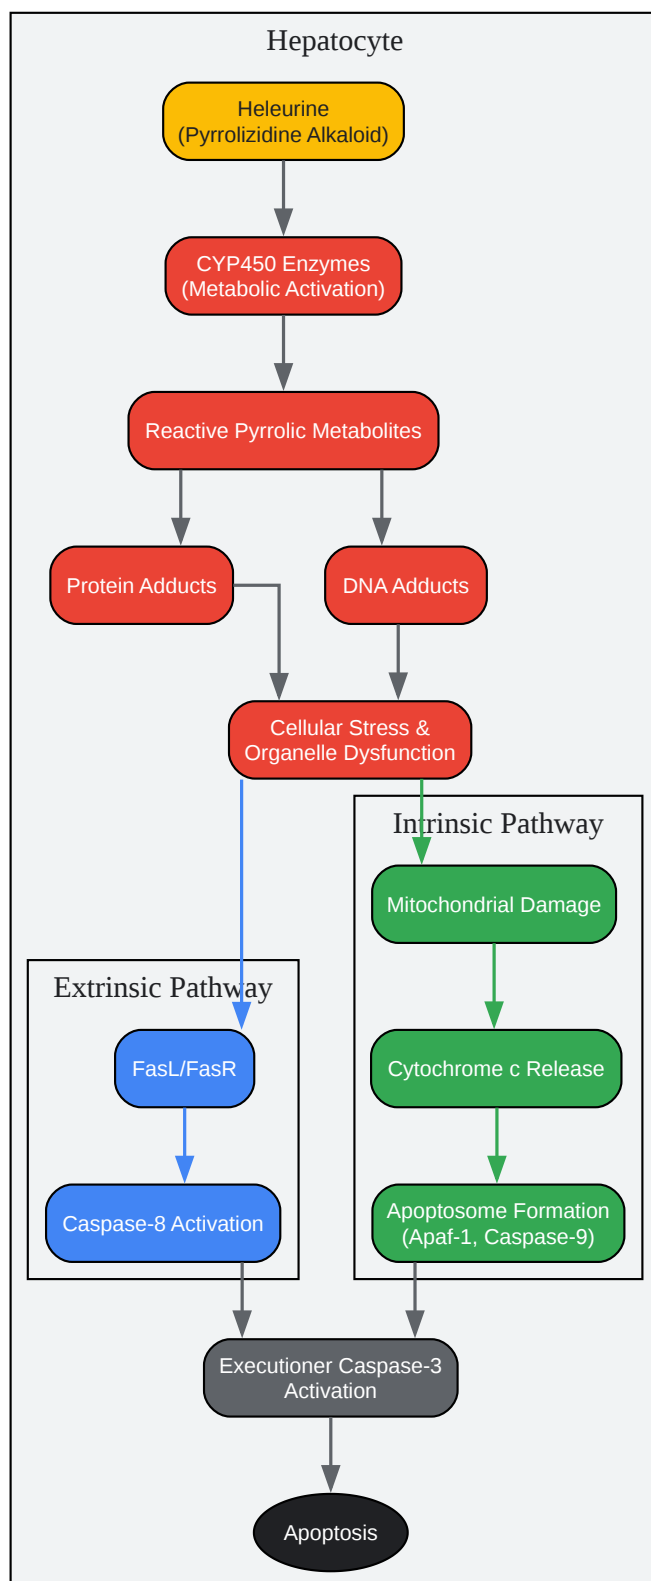 Hepatocyte
Heleurine
(Pyrrolizidine Alkaloid)
CYP450 Enzymes
(Metabolic Activation)
Reactive Pyrrolic Metabolites
Protein Adducts
DNA Adducts
Cellular Stress &
Organelle Dysfunction
Intrinsic Pathway
Mitochondrial Damage
Extrinsic Pathway
FasL/FasR
Cytochrome c Release
Caspase-8 Activation
Apoptosome Formation
(Apaf-1, Caspase-9)
Executioner Caspase-3
Activation
Apoptosis